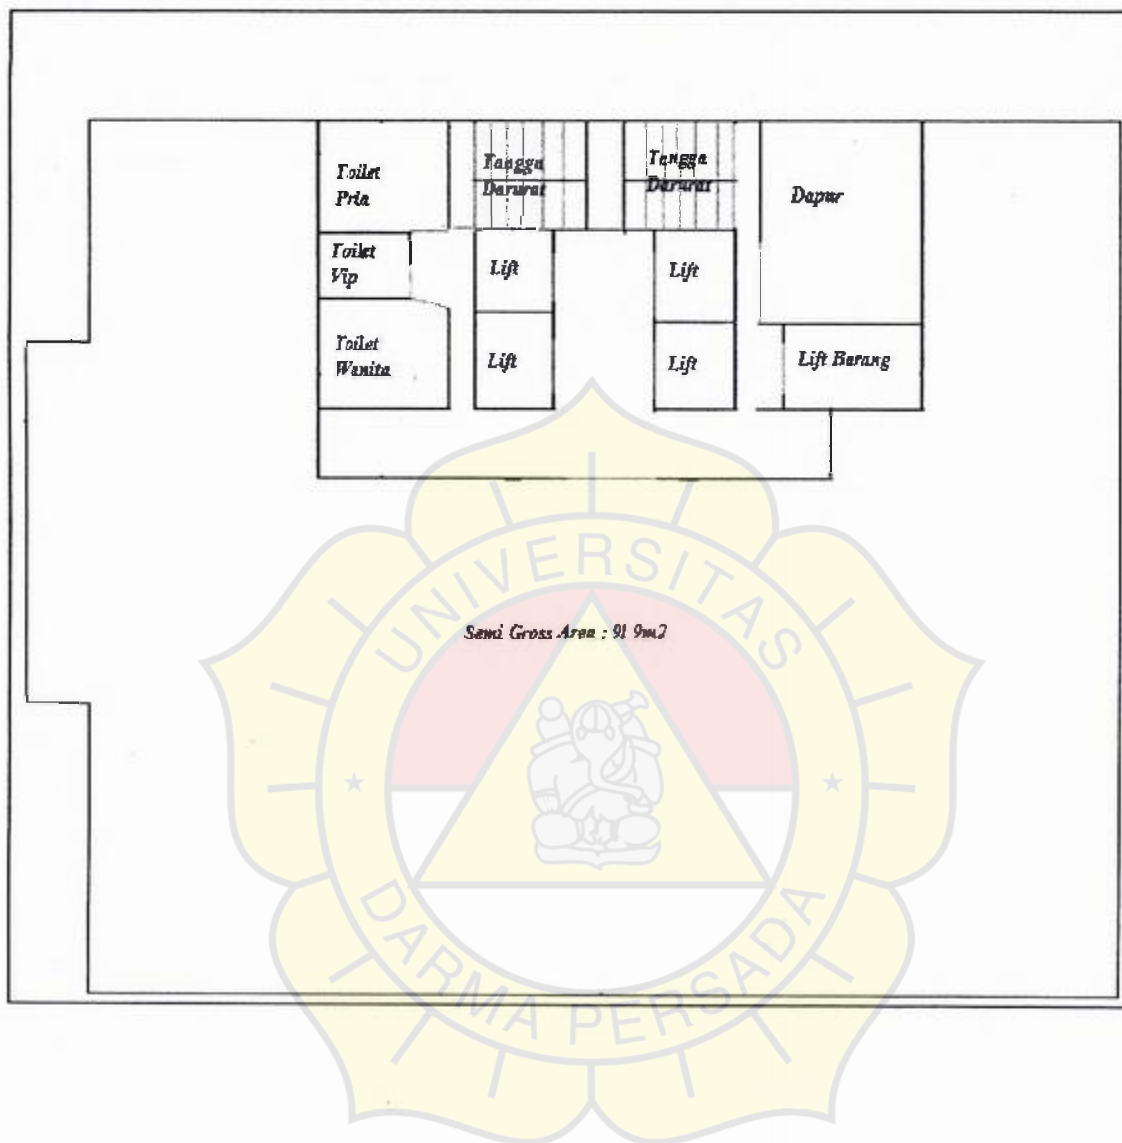 Toilet
Pria
Tangga
Darurat
Tangga
Darurat
Dapur
Toilet
Vip
Lift
Lift
Toilet
Wanita
Lift
Lift
Lift Barang
Semi Gross Area : 91 9m2
UNIVERSITAS
DARMA PERSADA